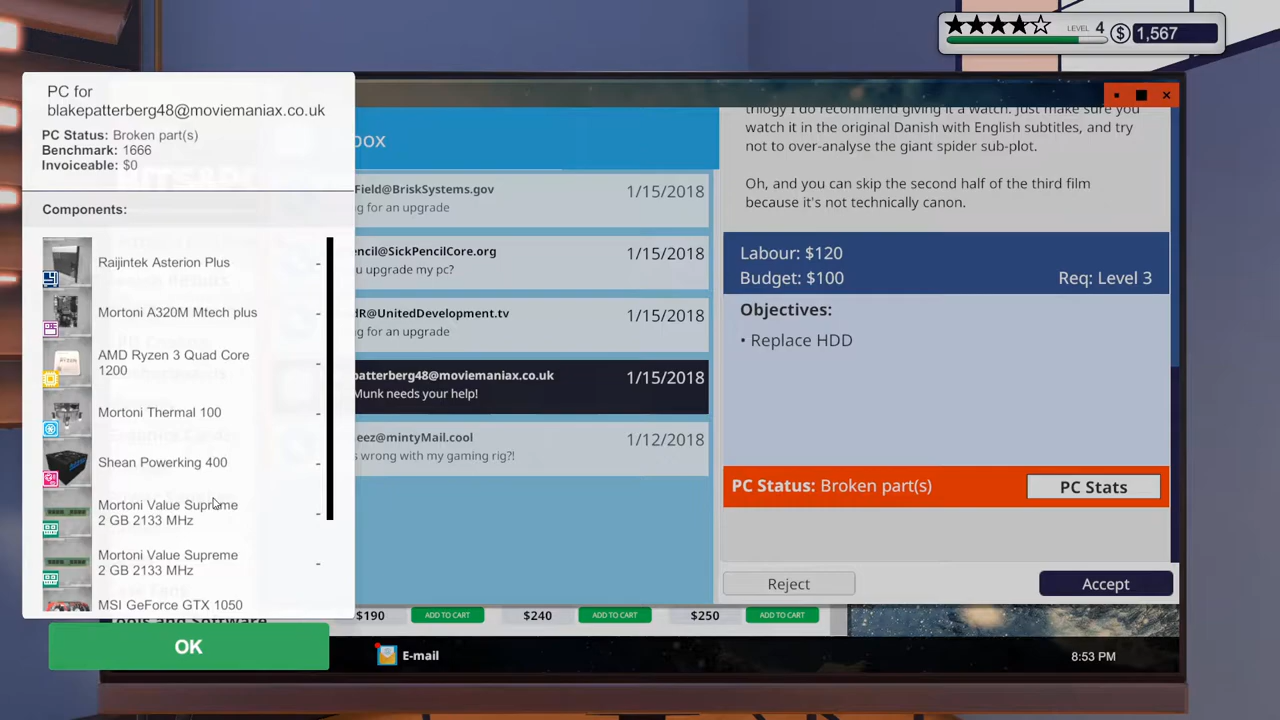 LEVEL 4 $ 1,567
PC for
blakepatterberg48@moviemaniax.co.uk
PC Status: Broken part(s)
Benchmark: 1666
Invoiceable: $0
Components:
Raijintek Asterion Plus -
Mortoni A320M Mtech plus -
AMD Ryzen 3 Quad Core
1200 -
Mortoni Thermal 100 -
Shean Powerking 400 -
Mortoni Value Supreme
2 GB 2133 MHz -
Mortoni Value Supreme
2 GB 2133 MHz -
MSI GeForce GTX 1050
OK
box
Field@BriskSystems.gov 1/15/2018
ng for an upgrade
encil@SickPencilCore.org 1/15/2018
u upgrade my pc?
dR@UnitedDevelopment.tv 1/15/2018
ng for an upgrade
patterberg48@moviemaniax.co.uk 1/15/2018
Munk needs your help!
eez@mintyMail.cool 1/12/2018
s wrong with my gaming rig?!
trilogy I do recommend giving it a watch. Just make sure you
watch it in the original Danish with English subtitles, and try
not to over-analyse the giant spider sub-plot.
Oh, and you can skip the second half of the third film
because it's not technically canon.
Labour: $120
Budget: $100 Req: Level 3
Objectives:
• Replace HDD
PC Status: Broken part(s) PC Stats
Reject Accept
$190 ADD TO CART $240 ADD TO CART $250 ADD TO CART
Tools and Software
E-mail 8:53 PM